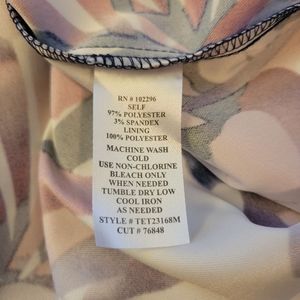 RN # 102296
SELF
97% POLYESTER
3% SPANDEX
LINING
100% POLYESTER
MACHINE WASH
COLD
USE NON-CHLORINE
BLEACH ONLY
WHEN NEEDED
TUMBLE DRY LOW
COOL IRON
AS NEEDED
STYLE # TET23168M
CUT # 76848